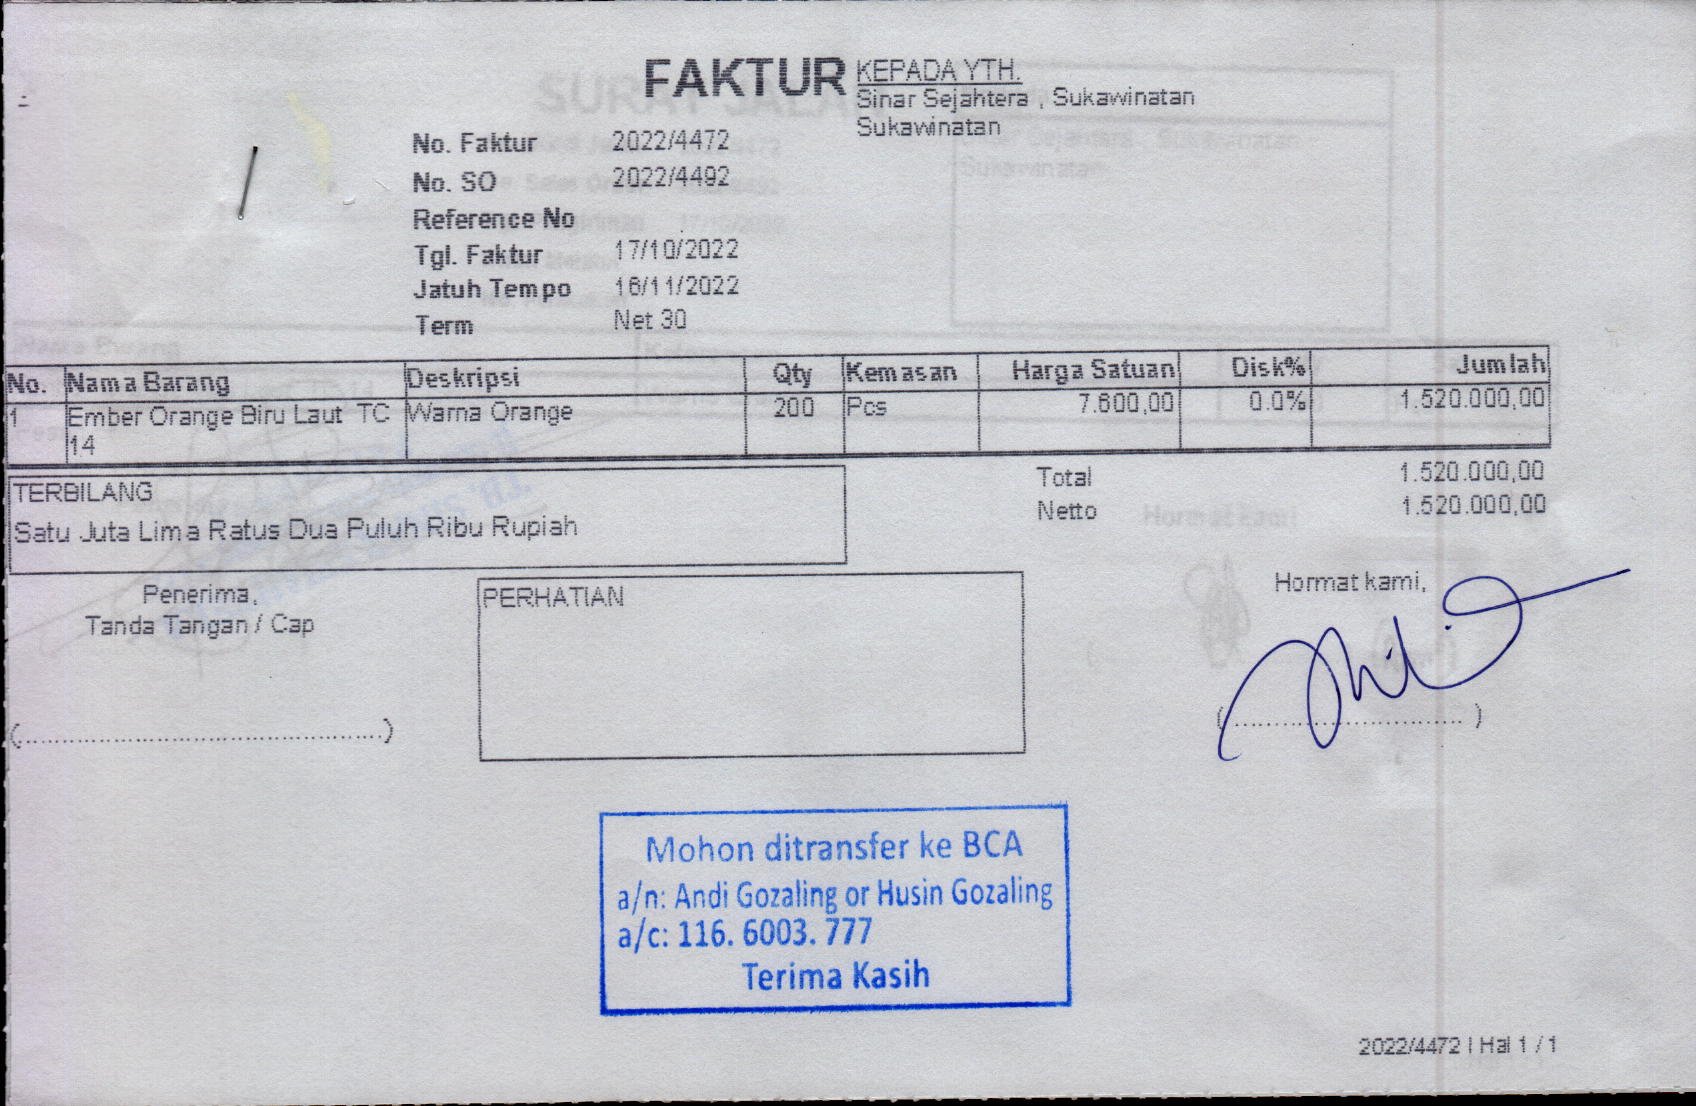 FAKTUR
KEPADA YTH.
Sinar Sejahtera , Sukawinatan
Sukawinatan
No. Faktur 2022/4472
No. SO 2022/4492
Reference No
Tgl. Faktur 17/10/2022
Jatuh Tempo 16/11/2022
Term Net 30
No. Nama Barang Deskripsi Qty Kemasan Harga Satuan Disk% Jumlah
1 Ember Orange Biru Laut TC Warna Orange 200 Pcs 7.600,00 0.0% 1.520.000,00
14
TERBILANG
Satu Juta Lima Ratus Dua Puluh Ribu Rupiah
Total 1.520.000,00
Netto 1.520.000,00
Penerima,
Tanda Tangan / Cap
(................................................)
PERHATIAN
Hormat kami,
(.............................. )
Mohon ditransfer ke BCA
a/n: Andi Gozaling or Husin Gozaling
a/c: 116. 6003. 777
Terima Kasih
2022/4472 | Hal 1 / 1